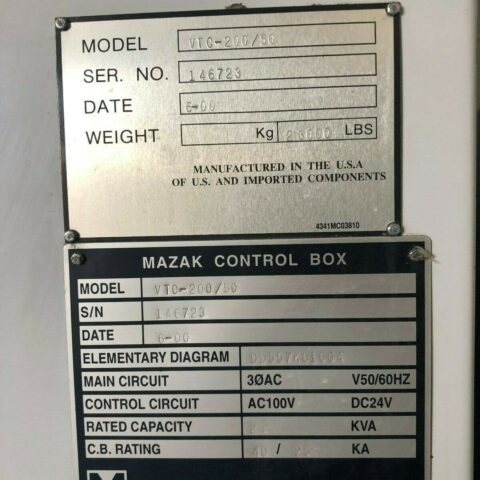 MODEL VTC-200/50
SER. NO. 146723
DATE 6-00
WEIGHT Kg LBS
MANUFACTURED IN THE U.S.A
OF U.S. AND IMPORTED COMPONENTS
4341MC03810
MAZAK CONTROL BOX
MODEL VTC-200/50
S/N 146723
DATE 6-00
ELEMENTARY DIAGRAM
MAIN CIRCUIT 3ØAC V50/60HZ
CONTROL CIRCUIT AC100V DC24V
RATED CAPACITY KVA
C.B. RATING / KA